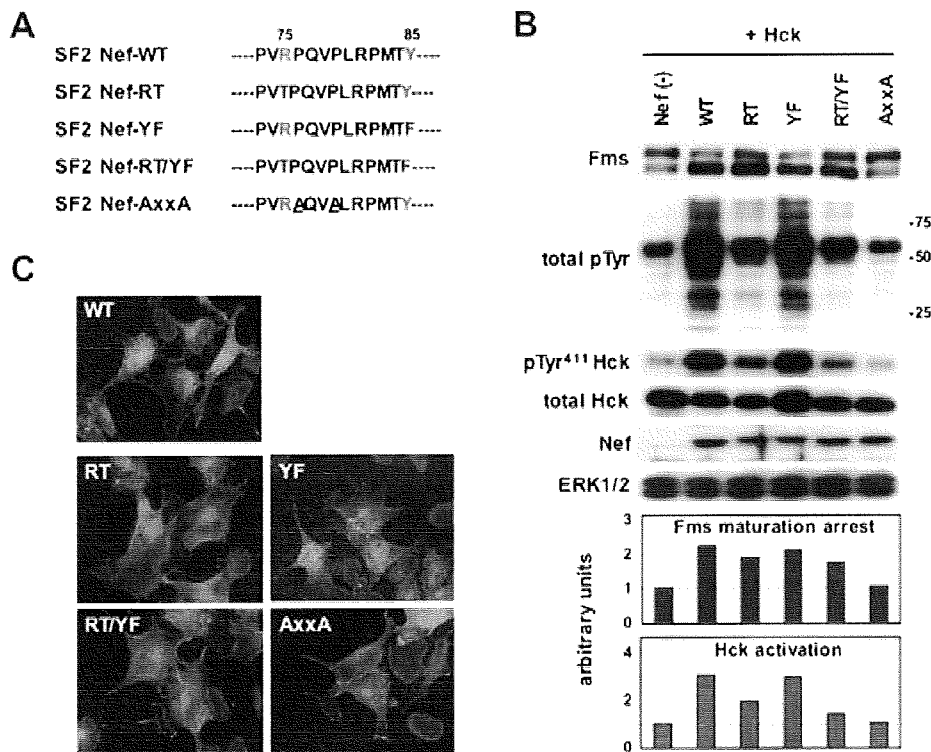 A
75 85
SF2 Nef-WT ----PVRPQVPLRPMTY----
SF2 Nef-RT ----PVTPQVPLRPMTY----
SF2 Nef-YF ----PVRPQVPLRPMTF----
SF2 Nef-RT/YF ----PVTPQVPLRPMTF----
SF2 Nef-AxxA ----PVRAQVALRPMTY----
B
+ Hck
Nef (-) WT RT YF RT/YF AxxA
Fms
total pTyr
-75
-50
-25
pTyr⁴¹¹ Hck
total Hck
Nef
ERK1/2
arbitrary units
Fms maturation arrest
3
2
1
0
Hck activation
4
2
0
C
WT
RT
YF
RT/YF
AxxA